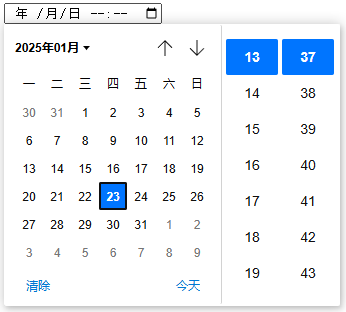 年 /月/日 --:--
2025年01月
一 二 三 四 五 六 日
30 31 1 2 3 4 5
6 7 8 9 10 11 12
13 14 15 16 17 18 19
20 21 22 23 24 25 26
27 28 29 30 31 1 2
3 4 5 6 7 8 9
清除 今天
13 37
14 38
15 39
16 40
17 41
18 42
19 43